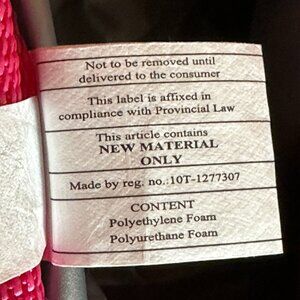 Not to be removed until
delivered to the consumer
This label is affixed in
compliance with Provincial Law
This article contains
NEW MATERIAL
ONLY
Made by reg. no.:10T-1277307
CONTENT
Polyethylene Foam
Polyurethane Foam